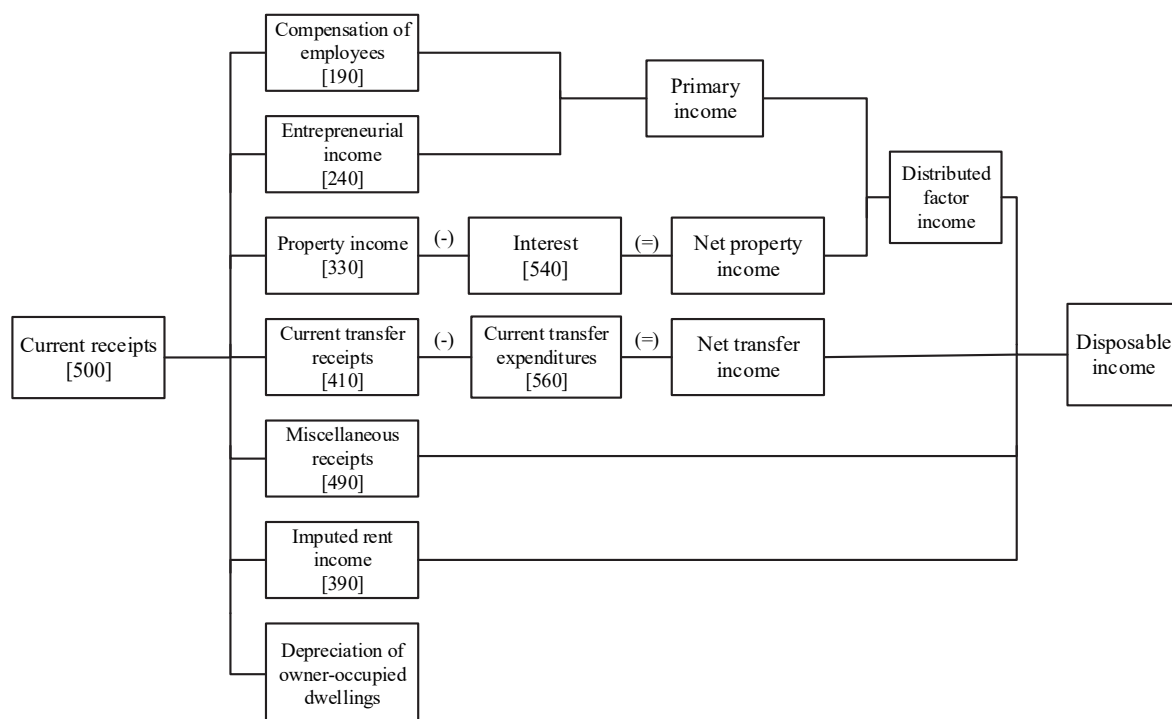 Compensation of
employees
[190]
Primary
income
Entrepreneurial
income
[240]
Distributed
factor
income
Property income
[330]
(-)
Interest
[540]
(=)
Net property
income
Current receipts
[500]
Current transfer
receipts
[410]
(-)
Current transfer
expenditures
[560]
(=)
Net transfer
income
Disposable
income
Miscellaneous
receipts
[490]
Imputed rent
income
[390]
Depreciation of
owner-occupied
dwellings